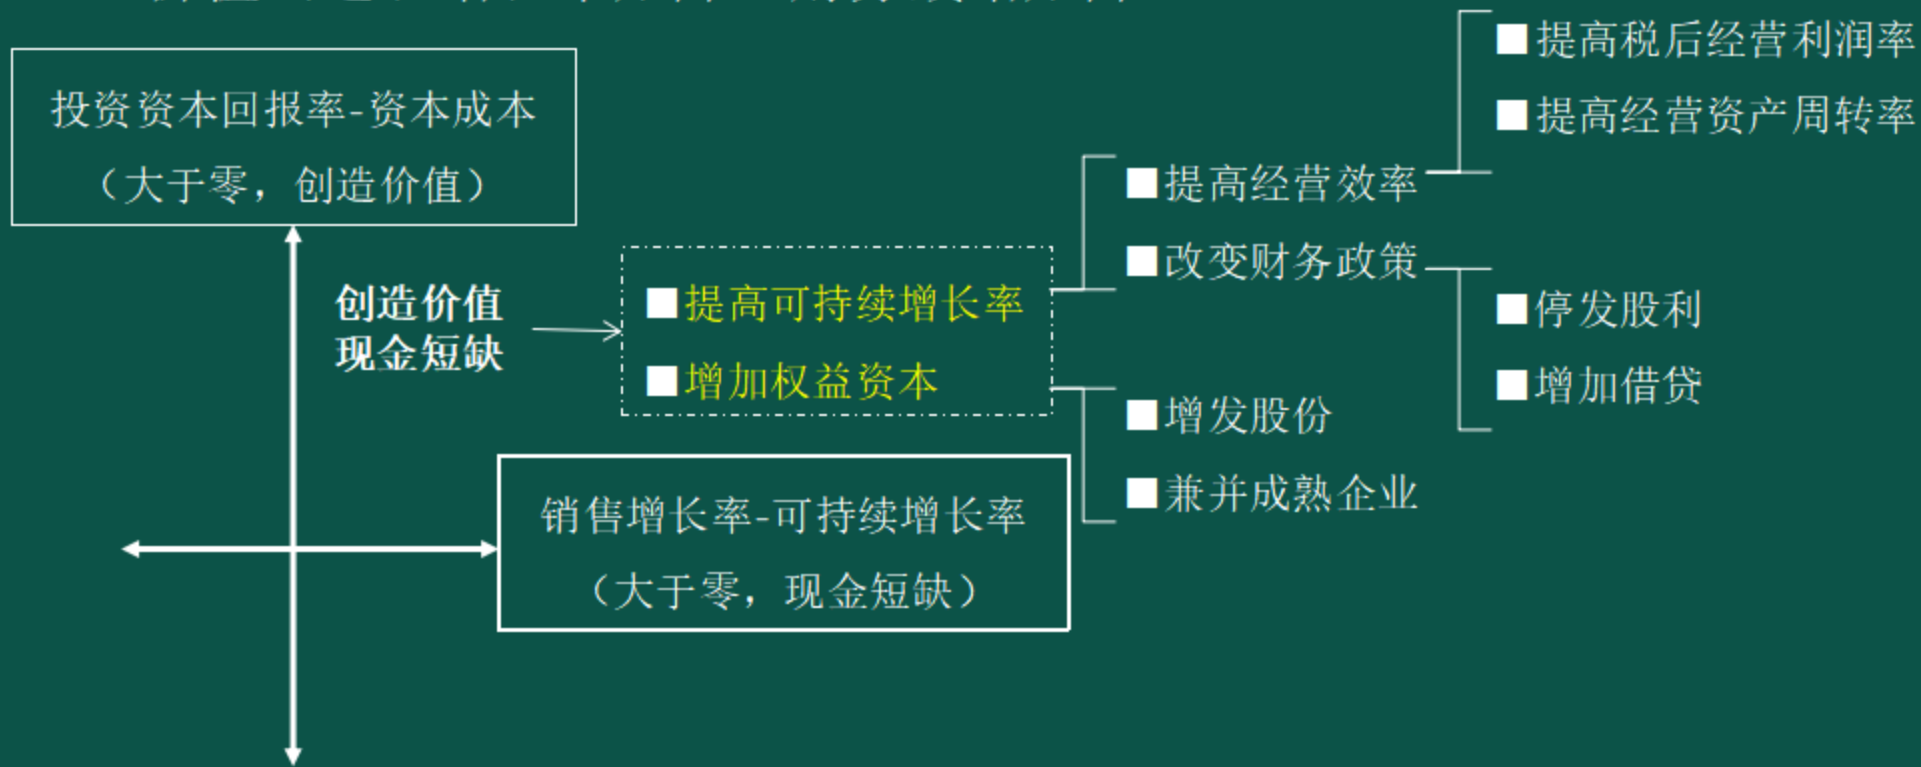 投资资本回报率-资本成本
（大于零，创造价值）
创造价值
现金短缺
■提高可持续增长率
■增加权益资本
■提高经营效率
■改变财务政策
■增发股份
■兼并成熟企业
■提高税后经营利润率
■提高经营资产周转率
■停发股利
■增加借贷
销售增长率-可持续增长率
（大于零，现金短缺）